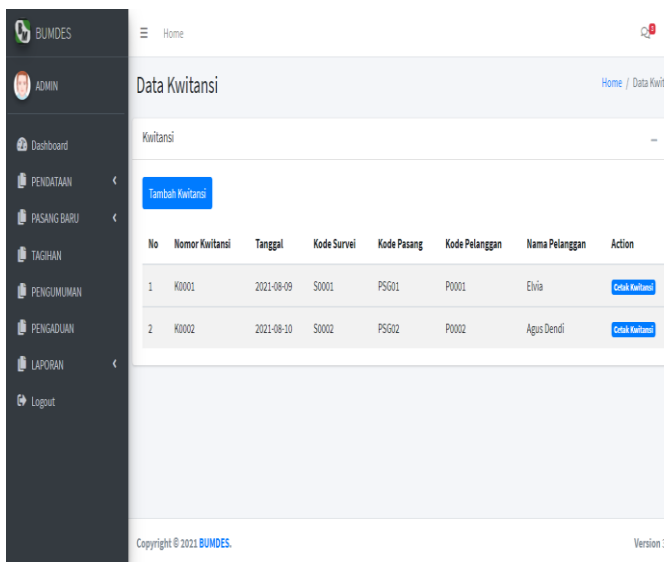 BUMDES
ADMIN
Dashboard
PENDATAAN
PASANG BARU
TAGIHAN
PENGUMUMAN
PENGADUAN
LAPORAN
Logout
Home
Data Kwitansi
Home / Data Kwit
Kwitansi
Tambah Kwitansi
No Nomor Kwitansi Tanggal Kode Survei Kode Pasang Kode Pelanggan Nama Pelanggan Action
1 K0001 2021-08-09 S0001 PSG01 P0001 Elvia Cetak Kwitansi
2 K0002 2021-08-10 S0002 PSG02 P0002 Agus Dendi Cetak Kwitansi
Copyright © 2021 BUMDES.
Version